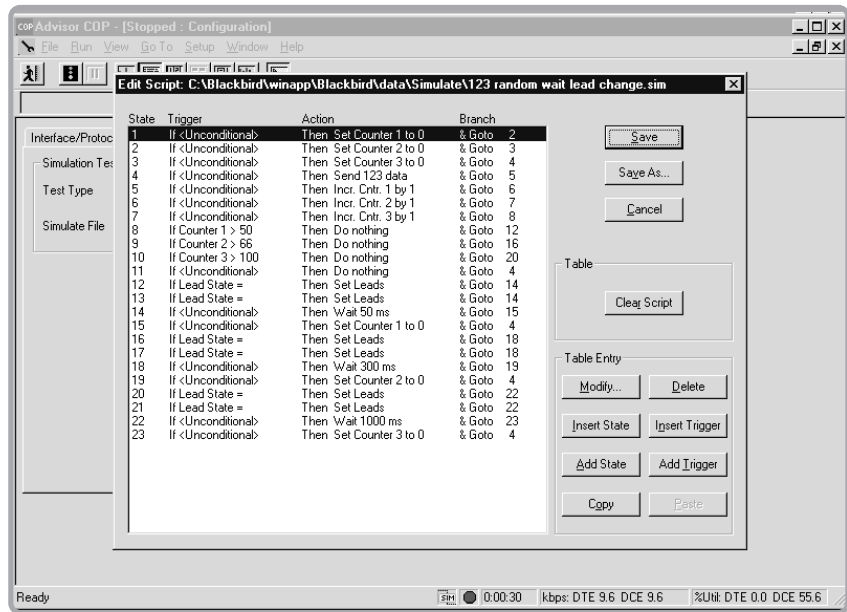 COP Advisor COP - [Stopped : Configuration]
File Run View Go To Setup Window Help
Edit Script: C:\Blackbird\winapp\Blackbird\data\Simulate\123 random wait lead change.sim
Interface/Protoc
Simulation Tes
Test Type
Simulate File
State Trigger Action Branch
1 If <Unconditional> Then Set Counter 1 to 0 & Goto 2
2 If <Unconditional> Then Set Counter 2 to 0 & Goto 3
3 If <Unconditional> Then Set Counter 3 to 0 & Goto 4
4 If <Unconditional> Then Send 123 data & Goto 5
5 If <Unconditional> Then Incr. Cntr. 1 by 1 & Goto 6
6 If <Unconditional> Then Incr. Cntr. 2 by 1 & Goto 7
7 If <Unconditional> Then Incr. Cntr. 3 by 1 & Goto 8
8 If Counter 1 > 50 Then Do nothing & Goto 12
9 If Counter 2 > 66 Then Do nothing & Goto 16
10 If Counter 3 > 100 Then Do nothing & Goto 20
11 If <Unconditional> Then Do nothing & Goto 4
12 If Lead State = Then Set Leads & Goto 14
13 If Lead State = Then Set Leads & Goto 14
14 If <Unconditional> Then Wait 50 ms & Goto 15
15 If <Unconditional> Then Set Counter 1 to 0 & Goto 4
16 If Lead State = Then Set Leads & Goto 18
17 If Lead State = Then Set Leads & Goto 18
18 If <Unconditional> Then Wait 300 ms & Goto 19
19 If <Unconditional> Then Set Counter 2 to 0 & Goto 4
20 If Lead State = Then Set Leads & Goto 22
21 If Lead State = Then Set Leads & Goto 22
22 If <Unconditional> Then Wait 1000 ms & Goto 23
23 If <Unconditional> Then Set Counter 3 to 0 & Goto 4
Save
Save As...
Cancel
Table
Clear Script
Table Entry
Modify... Delete
Insert State Insert Trigger
Add State Add Trigger
Copy Paste
Ready SIM 0:00:30 kbps: DTE 9.6 DCE 9.6 %Util: DTE 0.0 DCE 55.6